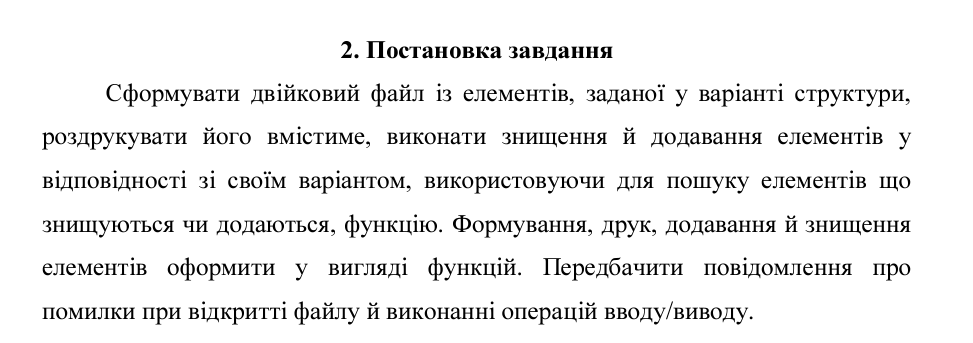 2. Постановка завдання
Сформувати двійковий файл із елементів, заданої у варіанті структури,
роздрукувати його вмістиме, виконати знищення й додавання елементів у
відповідності зі своїм варіантом, використовуючи для пошуку елементів що
знищуються чи додаються, функцію. Формування, друк, додавання й знищення
елементів оформити у вигляді функцій. Передбачити повідомлення про
помилки при відкритті файлу й виконанні операцій вводу/виводу.